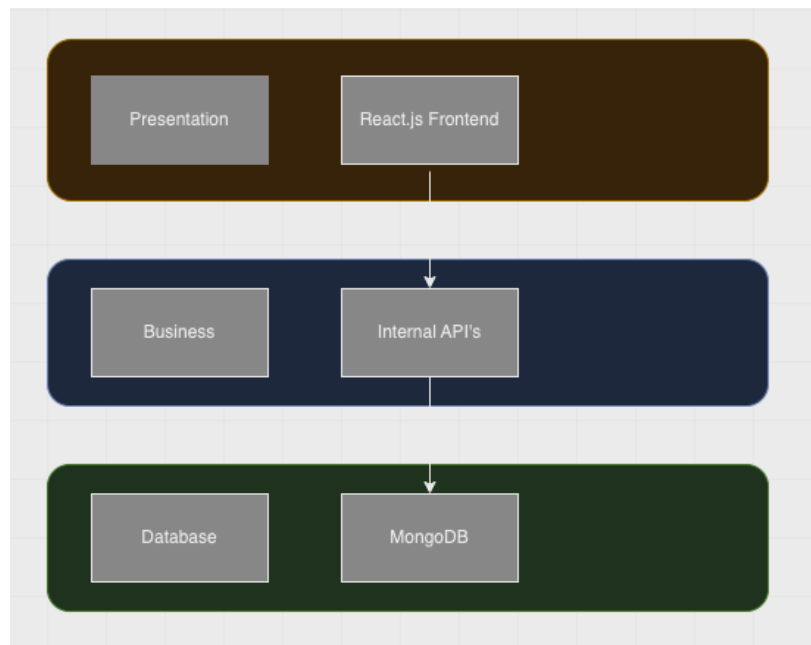 Presentation
React.js Frontend
Business
Internal API's
Database
MongoDB